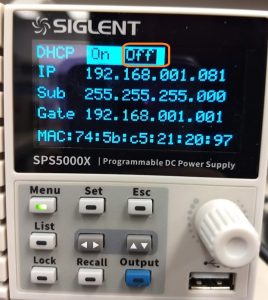 SIGLENT
DHCP On Off
IP 192.168.001.081
Sub 255.255.255.000
Gate 192.168.001.001
MAC:74:5b:c5:21:20:97
SPS5000X | Programmable DC Power Supply
Menu Set Esc
List
Lock Recall Output